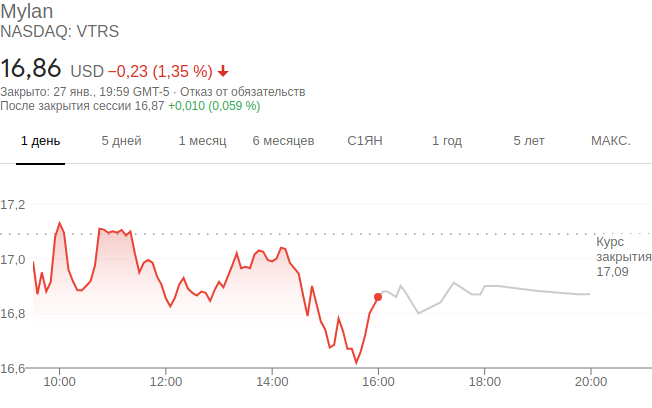 Mylan
NASDAQ: VTRS
16,86 USD −0,23 (1,35 %)
Закрыто: 27 янв., 19:59 GMT-5 · Отказ от обязательств
После закрытия сессии 16,87 +0,010 (0,059 %)
1 день 5 дней 1 месяц 6 месяцев С1ЯН 1 год 5 лет МАКС.
17,2
Курс
закрытия
17,09
17,0
16,8
16,6
10:00 12:00 14:00 16:00 18:00 20:00